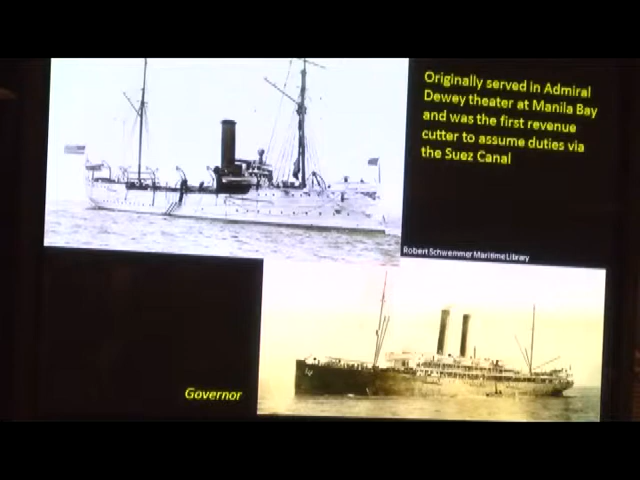 Originally served in Admiral
Dewey theater at Manila Bay
and was the first revenue
cutter to assume duties via
the Suez Canal
Robert Schwemmer Maritime Library
Governor